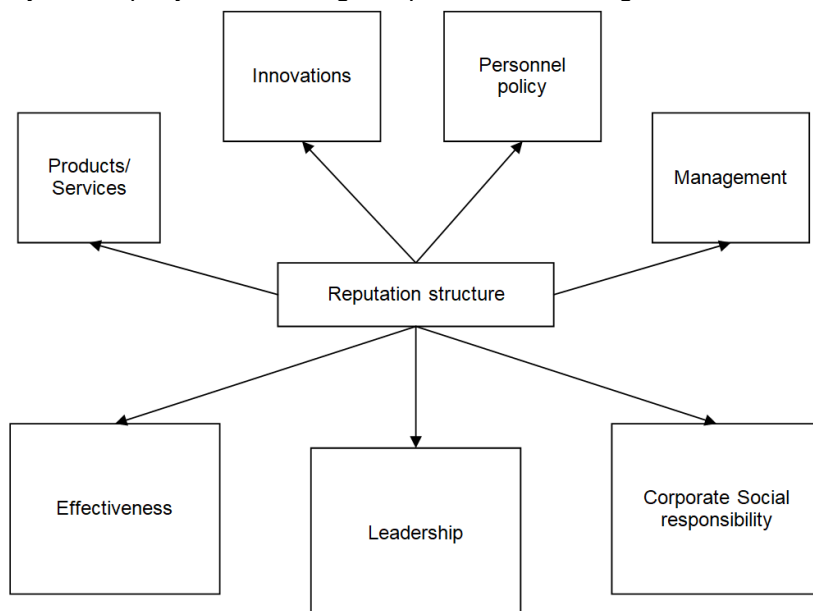 Innovations
Personnel
policy
Products/
Services
Management
Reputation structure
Effectiveness
Leadership
Corporate Social
responsibility